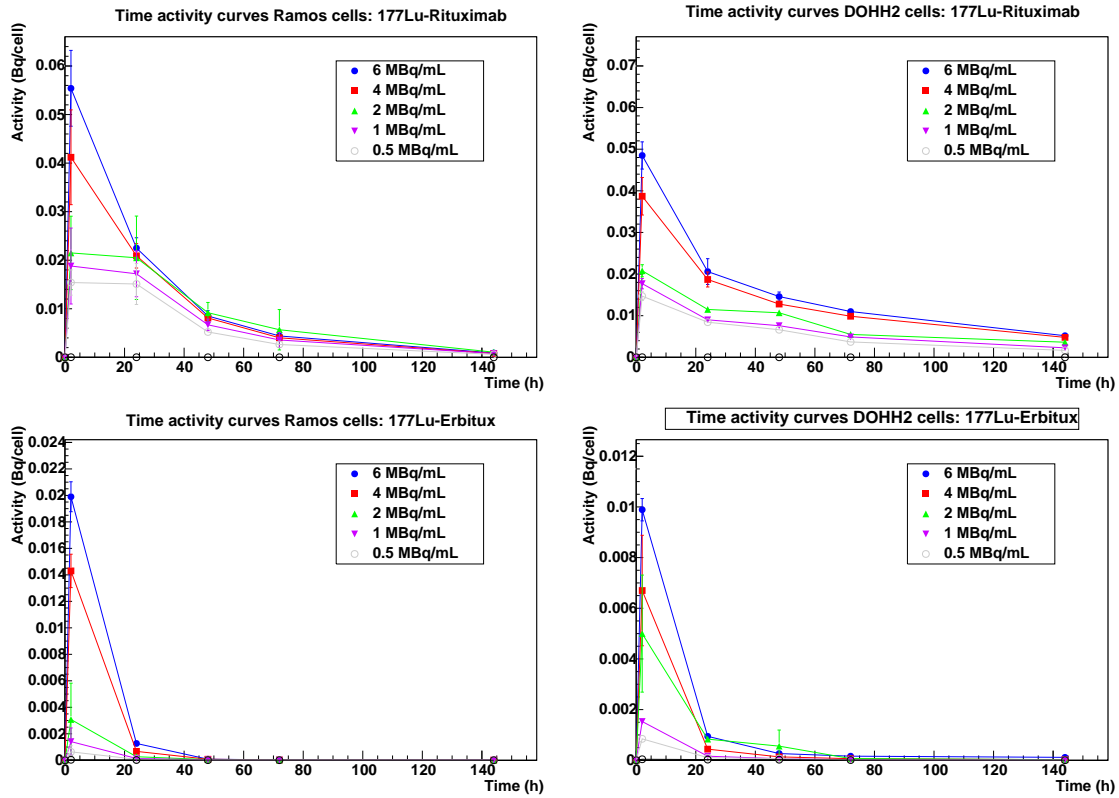 Time activity curves Ramos cells: 177Lu-Rituximab
Activity (Bq/cell)
0.06
0.05
0.04
0.03
0.02
0.01
0
6 MBq/mL
4 MBq/mL
2 MBq/mL
1 MBq/mL
0.5 MBq/mL
0 20 40 60 80 100 120 140
Time (h)
Time activity curves DOHH2 cells: 177Lu-Rituximab
Activity (Bq/cell)
0.07
0.06
0.05
0.04
0.03
0.02
0.01
0
6 MBq/mL
4 MBq/mL
2 MBq/mL
1 MBq/mL
0.5 MBq/mL
0 20 40 60 80 100 120 140
Time (h)
Time activity curves Ramos cells: 177Lu-Erbitux
Activity (Bq/cell)
0.024
0.022
0.02
0.018
0.016
0.014
0.012
0.01
0.008
0.006
0.004
0.002
0
6 MBq/mL
4 MBq/mL
2 MBq/mL
1 MBq/mL
0.5 MBq/mL
0 20 40 60 80 100 120 140
Time (h)
Time activity curves DOHH2 cells: 177Lu-Erbitux
Activity (Bq/cell)
0.012
0.01
0.008
0.006
0.004
0.002
0
6 MBq/mL
4 MBq/mL
2 MBq/mL
1 MBq/mL
0.5 MBq/mL
0 20 40 60 80 100 120 140
Time (h)